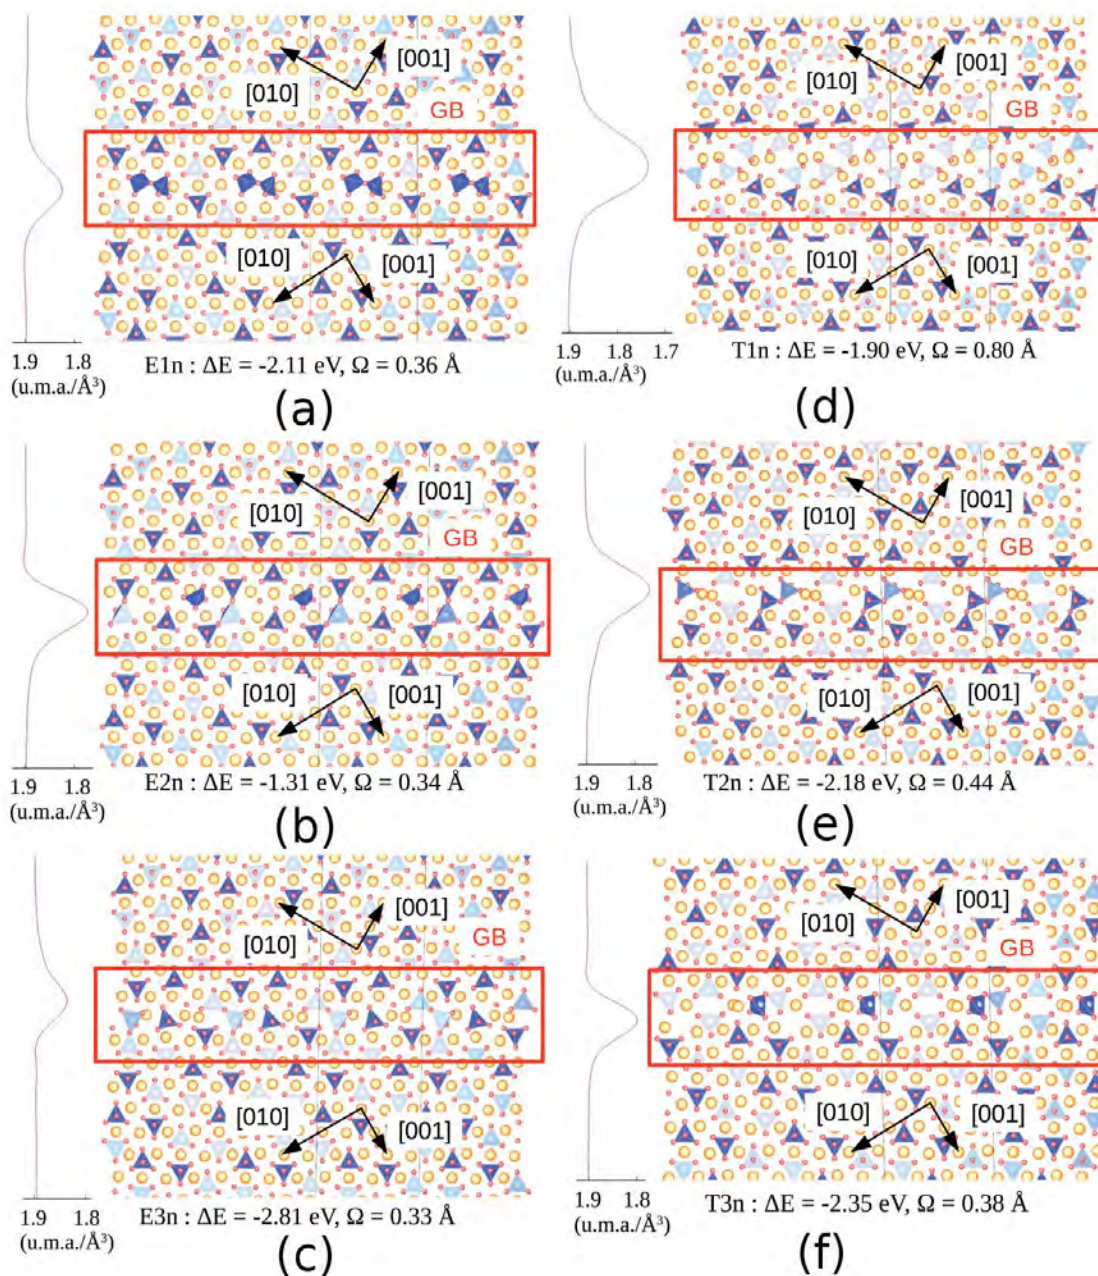 [001]
[010]
GB
[010]
[001]
1.9 1.8
(u.m.a./Å³)
E1n : ΔE = -2.11 eV, Ω = 0.36 Å
(a)
[001]
[010]
GB
[010]
[001]
1.9 1.8 1.7
(u.m.a./Å³)
T1n : ΔE = -1.90 eV, Ω = 0.80 Å
(d)
[001]
[010]
GB
[010]
[001]
1.9 1.8
(u.m.a./Å³)
E2n : ΔE = -1.31 eV, Ω = 0.34 Å
(b)
[001]
[010]
GB
[010]
[001]
1.9 1.8
(u.m.a./Å³)
T2n : ΔE = -2.18 eV, Ω = 0.44 Å
(e)
[001]
[010]
GB
[010]
[001]
1.9 1.8
(u.m.a./Å³)
E3n : ΔE = -2.81 eV, Ω = 0.33 Å
(c)
[001]
[010]
GB
[010]
[001]
1.9 1.8
(u.m.a./Å³)
T3n : ΔE = -2.35 eV, Ω = 0.38 Å
(f)